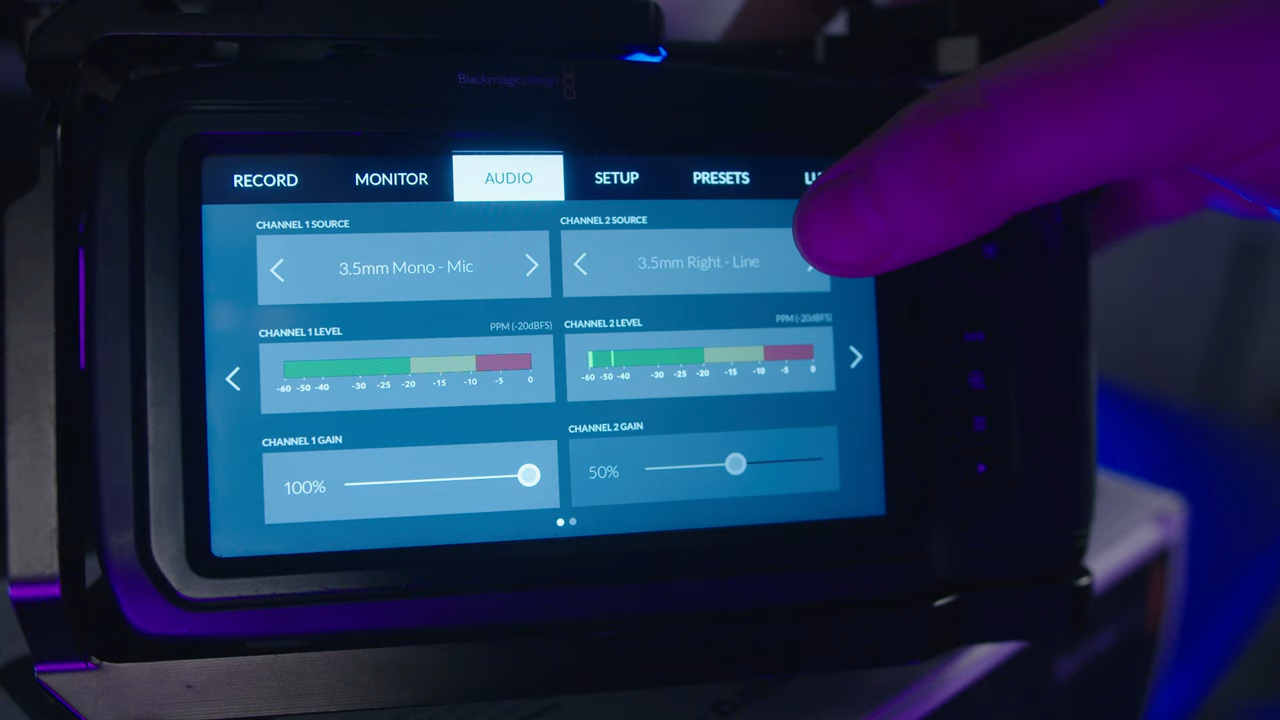 Blackmagicdesign
RECORD MONITOR AUDIO SETUP PRESETS
CHANNEL 1 SOURCE CHANNEL 2 SOURCE
3.5mm Mono - Mic 3.5mm Right - Line
CHANNEL 1 LEVEL PPM (-20dBFS) CHANNEL 2 LEVEL PPM (-20dBFS)
-60 -50 -40 -30 -25 -20 -15 -10 -5 0 -60 -50 -40 -30 -25 -20 -15 -10 -5 0
CHANNEL 1 GAIN CHANNEL 2 GAIN
100% 50%